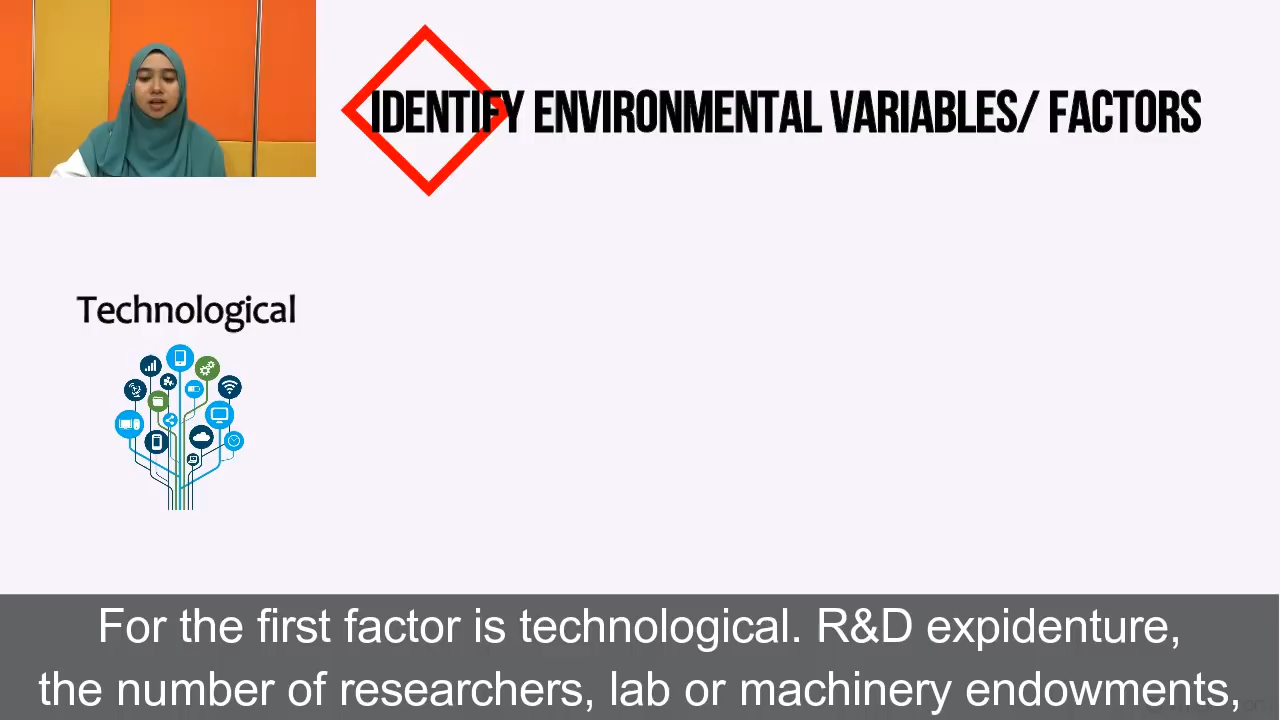 IDENTIFY ENVIRONMENTAL VARIABLES/ FACTORS
Technological
For the first factor is technological. R&D expidenture,
the number of researchers, lab or machinery endowments,